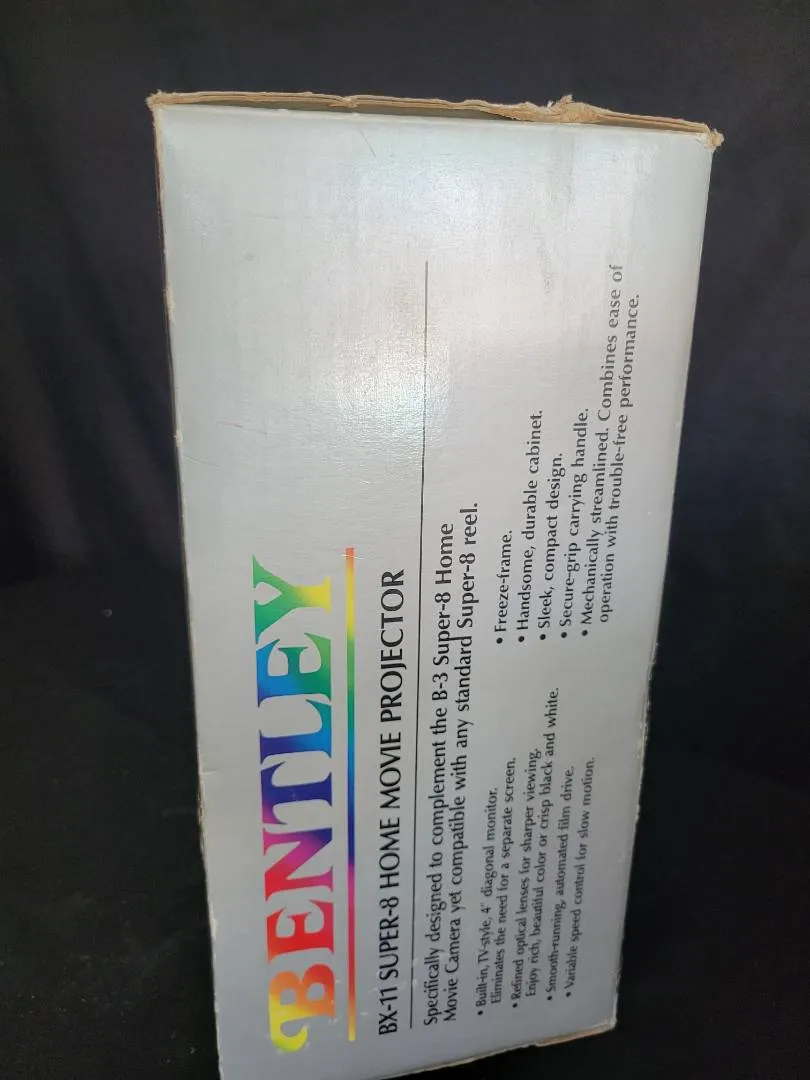 BENTLEY
BX-11 SUPER-8 HOME MOVIE PROJECTOR
Specifically designed to complement the B-3 Super-8 Home
Movie Camera yet compatible with any standard Super-8 reel.
• Built-in, TV-style, 4" diagonal monitor.
Eliminates the need for a separate screen.
• Refined optical lenses for sharper viewing.
Enjoy rich, beautiful color or crisp black and white.
• Smooth-running, automated film drive.
• Variable speed control for slow motion.
• Freeze-frame.
• Handsome, durable cabinet.
• Sleek, compact design.
• Secure-grip carrying handle.
• Mechanically streamlined. Combines ease of
operation with trouble-free performance.